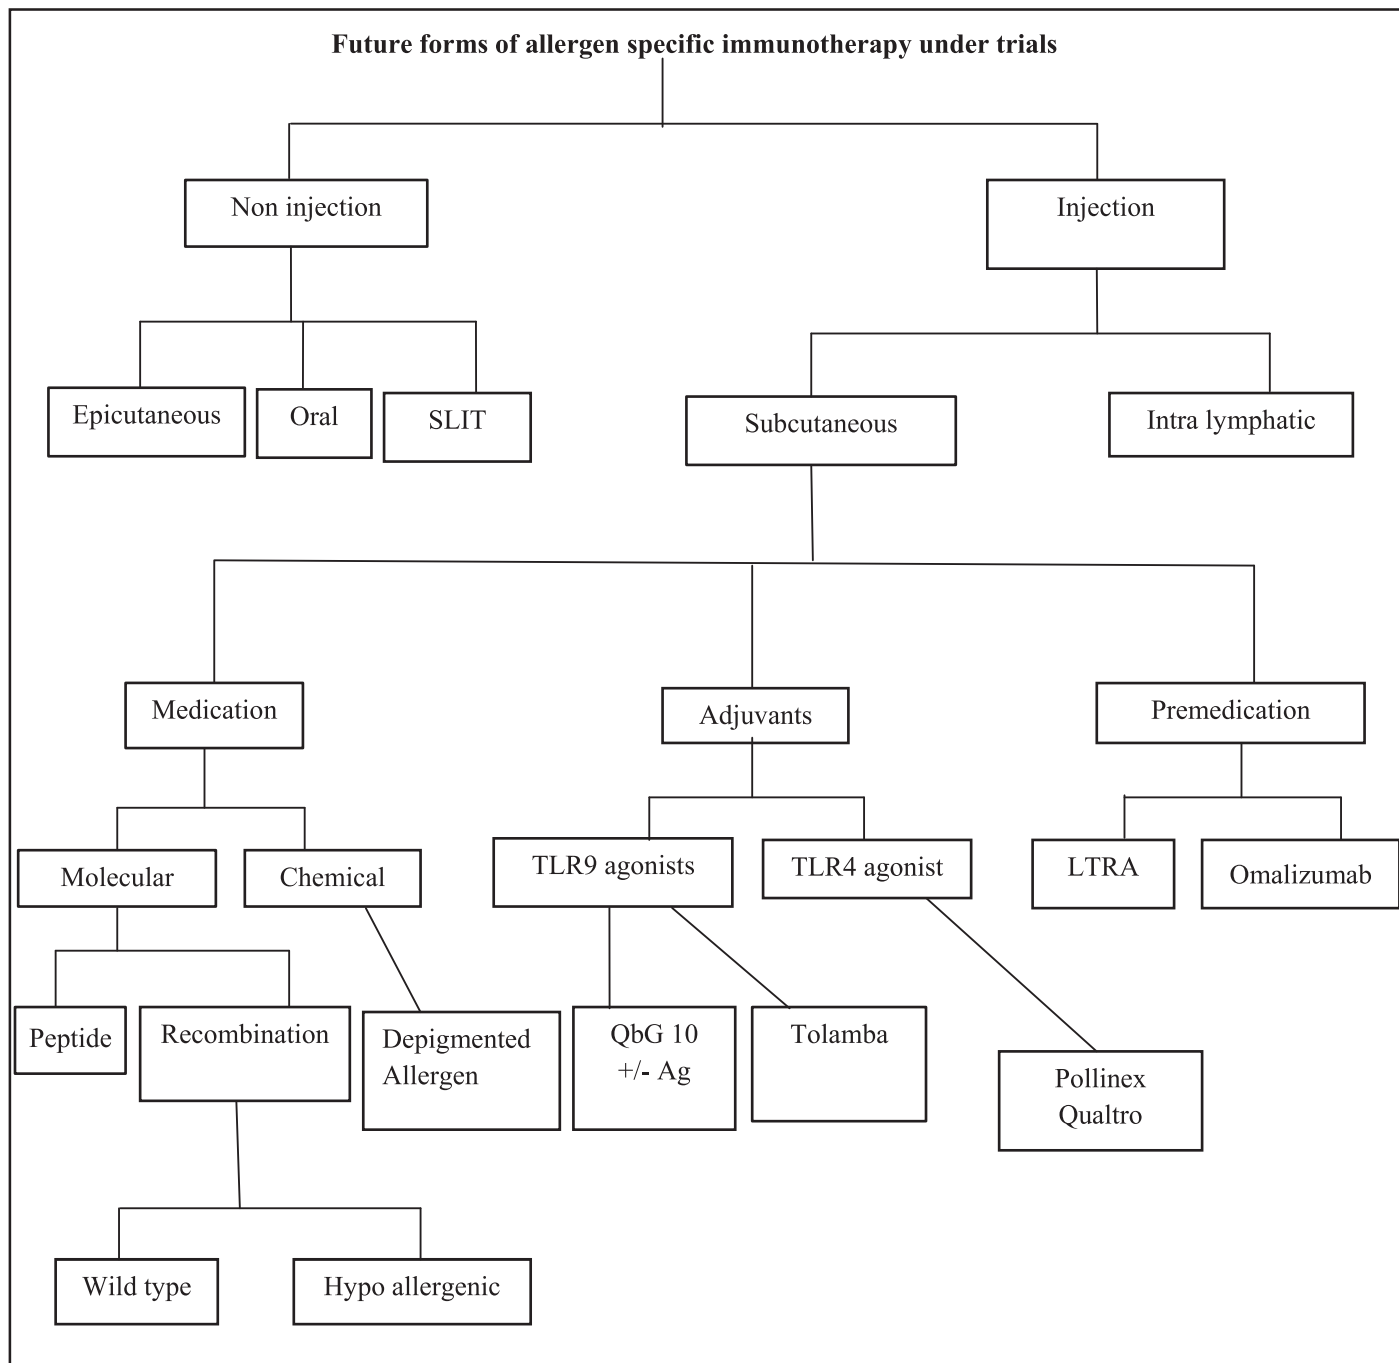 Future forms of allergen specific immunotherapy under trials
Non injection
Injection
Epicutaneous
Oral
SLIT
Subcutaneous
Intra lymphatic
Medication
Adjuvants
Premedication
Molecular
Chemical
TLR9 agonists
TLR4 agonist
LTRA
Omalizumab
Peptide
Recombination
Depigmented
Allergen
QbG 10
+/- Ag
Tolamba
Pollinex
Qualtro
Wild type
Hypo allergenic